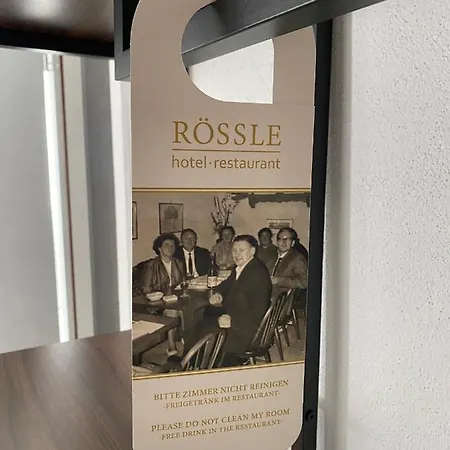 RÖSSLE
hotel·restaurant
BITTE ZIMMER NICHT REINIGEN
-FREIGETRÄNK IM RESTAURANT-
PLEASE DO NOT CLEAN MY ROOM
-FREE DRINK IN THE RESTAURANT-